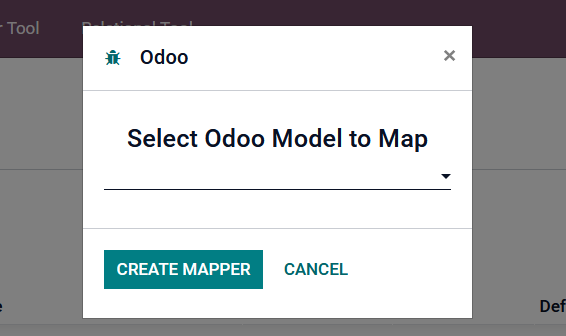 r Tool Relational Tool
Odoo ×
Select Odoo Model to Map
CREATE MAPPER CANCEL
e Def